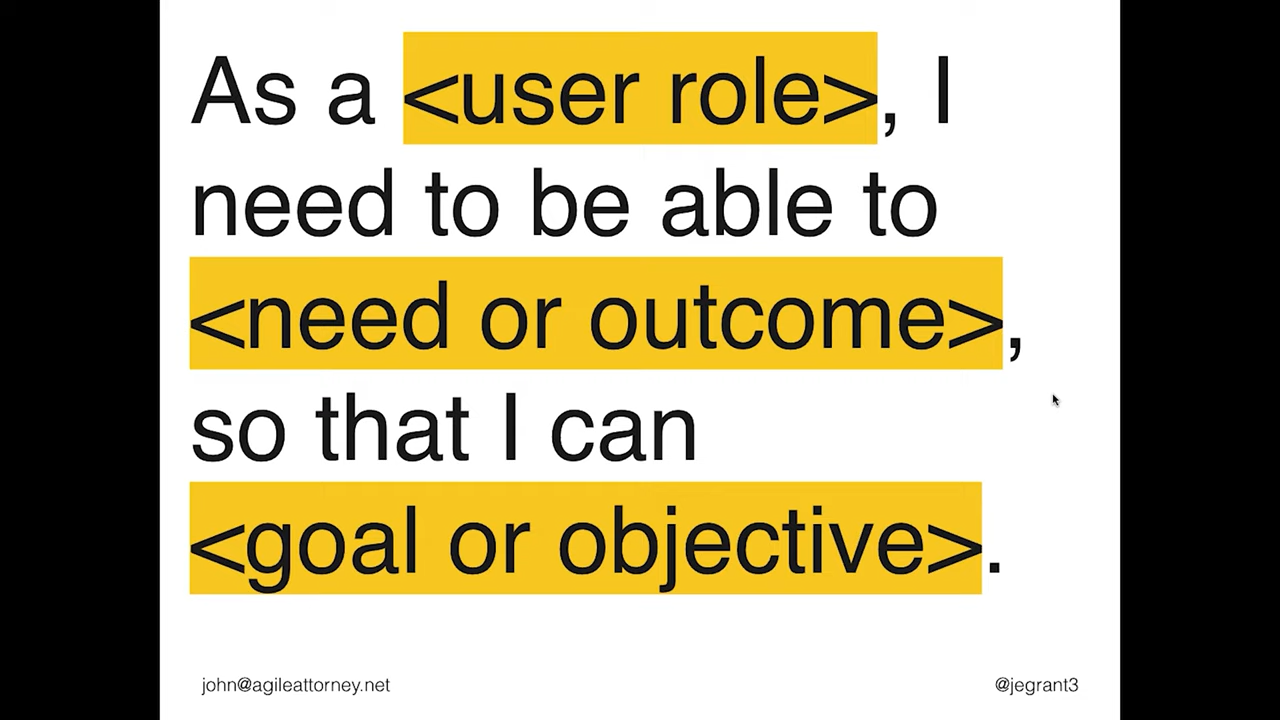 As a <user role>, I
need to be able to
<need or outcome>,
so that I can
<goal or objective>.
john@agileattorney.net
@jegrant3